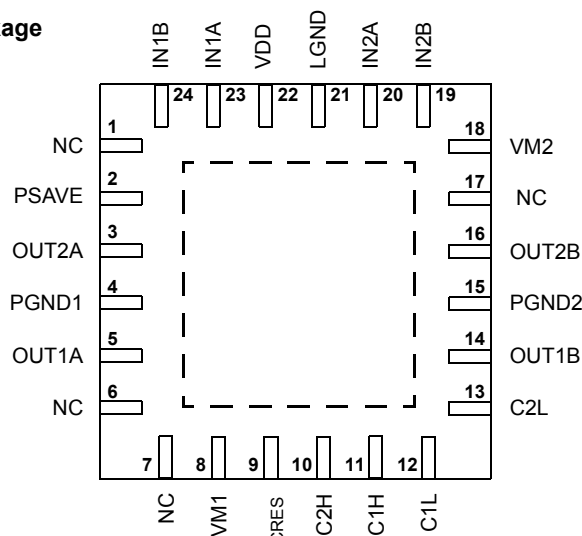 IN1B
IN1A
VDD
LGND
IN2A
IN2B
24
23
22
21
20
19
1
NC
2
PSAVE
3
OUT2A
4
PGND1
5
OUT1A
6
NC
18
VM2
17
NC
16
OUT2B
15
PGND2
14
OUT1B
13
C2L
7
8
9
10
11
12
NC
VM1
CRES
C2H
C1H
C1L